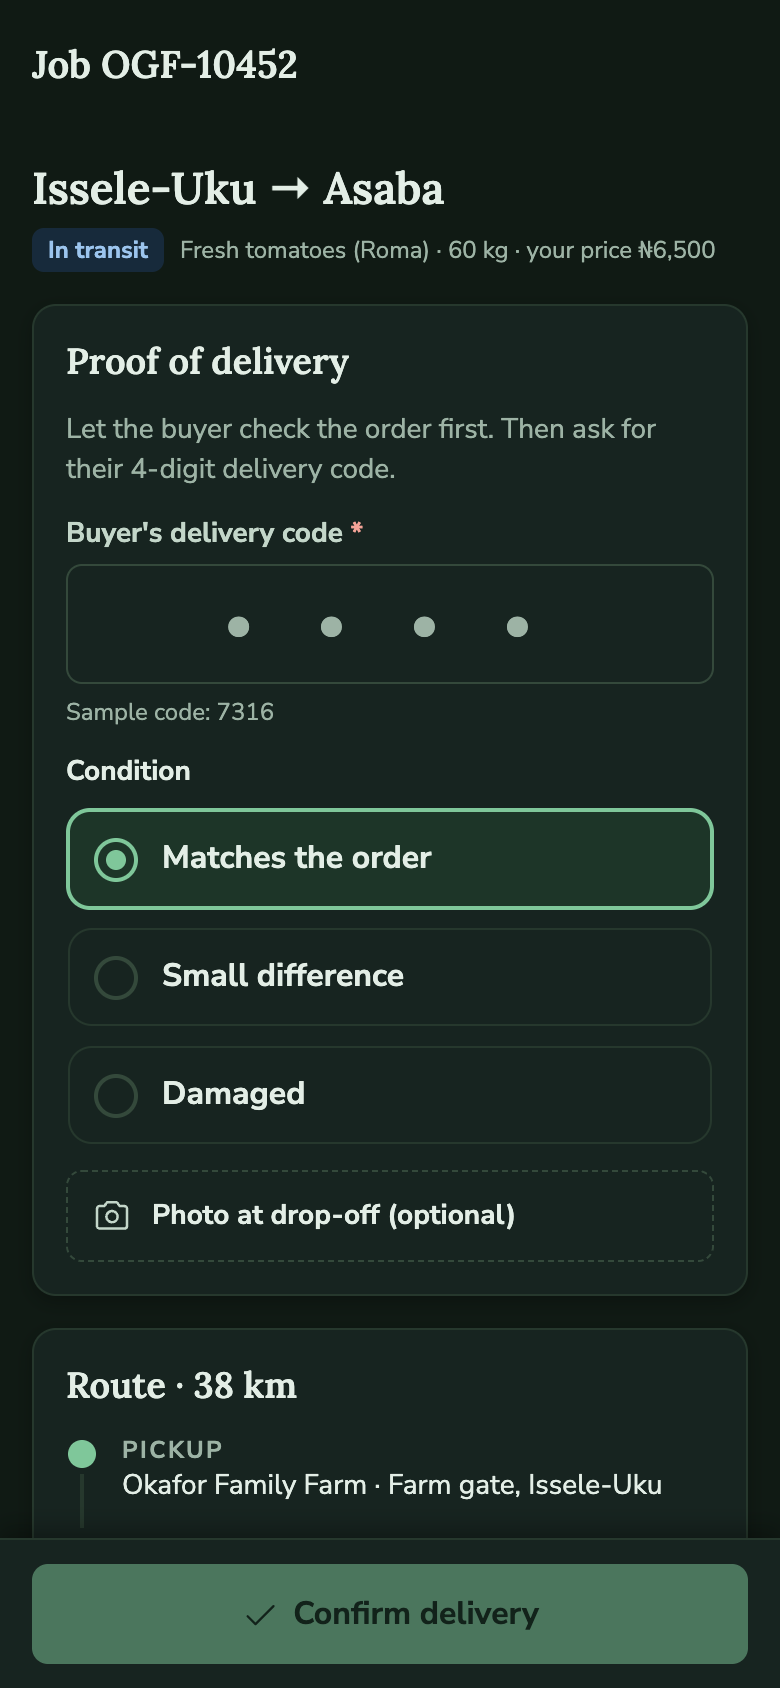 Job OGF-10452
Issele-Uku → Asaba
In transit Fresh tomatoes (Roma) · 60 kg · your price ₦6,500
Proof of delivery
Let the buyer check the order first. Then ask for
their 4-digit delivery code.
Buyer's delivery code *
● ● ● ●
Sample code: 7316
Condition
Matches the order
Small difference
Damaged
Photo at drop-off (optional)
Route · 38 km
PICKUP
Okafor Family Farm · Farm gate, Issele-Uku
Confirm delivery